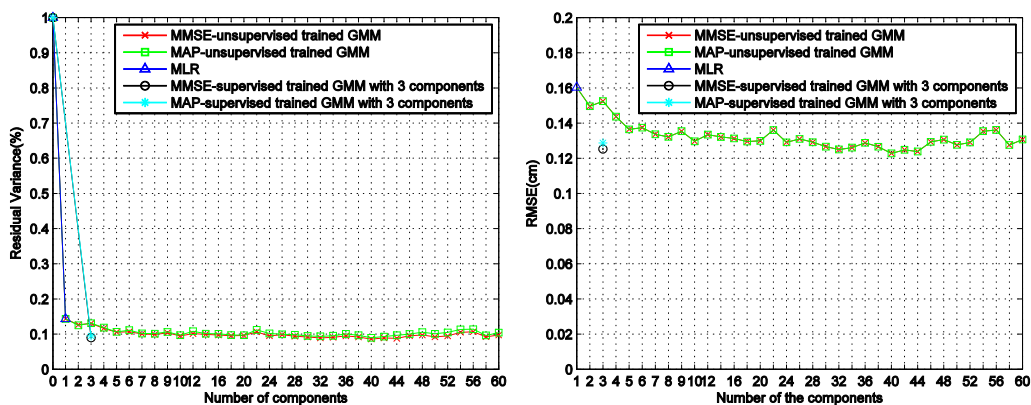 MMSE-unsupervised trained GMM
MAP-unsupervised trained GMM
MLR
MMSE-supervised trained GMM with 3 components
MAP-supervised trained GMM with 3 components
Residual Variance(%)
1
0.9
0.8
0.7
0.6
0.5
0.4
0.3
0.2
0.1
0
0 1 2 3 4 5 6 7 8 9 10 12 16 20 24 28 32 36 40 44 48 52 56 60
Number of components
MMSE-unsupervised trained GMM
MAP-unsupervised trained GMM
MLR
MMSE-supervised trained GMM with 3 components
MAP-supervised trained GMM with 3 components
RMSE(cm)
0.2
0.18
0.16
0.14
0.12
0.1
0.08
0.06
0.04
0.02
0
1 2 3 4 5 6 7 8 9 10 12 16 20 24 28 32 36 40 44 48 52 56 60
Number of the components